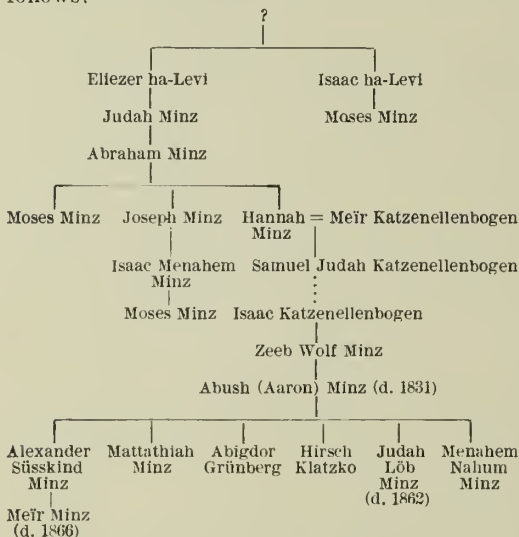 follows:
?
Eliezer ha-Levi Isaac ha-Levi
Judah Minz Moses Minz
Abraham Minz
Moses Minz Joseph Minz Hannah = Meïr Katzenellenbogen
Minz
Isaac Menahem Samuel Judah Katzenellenbogen
Minz
Moses Minz Isaac Katzenellenbogen
Zeeb Wolf Minz
Abush (Aaron) Minz (d. 1831)
Alexander Mattathiah Abigdor Hirsch Judah Menahem
Süsskind Minz Grünberg Klatzko Löb Nahum
Minz Minz Minz
Meïr Minz (d. 1862)
(d. 1866)